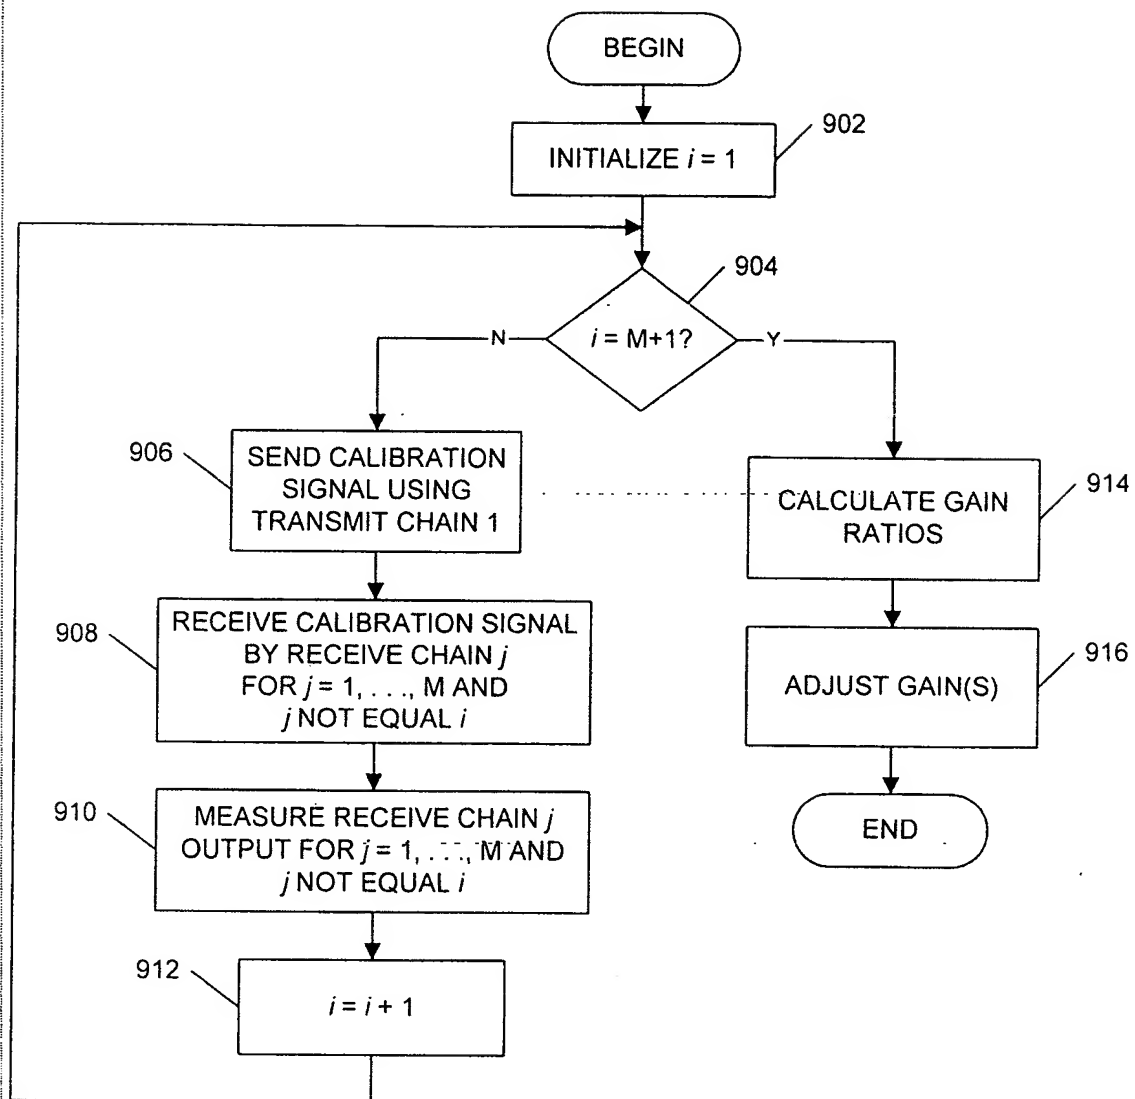 BEGIN
902
INITIALIZE i = 1
904
i = M+1?
N
Y
906
SEND CALIBRATION
SIGNAL USING
TRANSMIT CHAIN 1
914
CALCULATE GAIN
RATIOS
908
RECEIVE CALIBRATION SIGNAL
BY RECEIVE CHAIN j
FOR j = 1, . . ., M AND
j NOT EQUAL i
916
ADJUST GAIN(S)
910
MEASURE RECEIVE CHAIN j
OUTPUT FOR j = 1, . . ., M AND
j NOT EQUAL i
END
912
i = i + 1